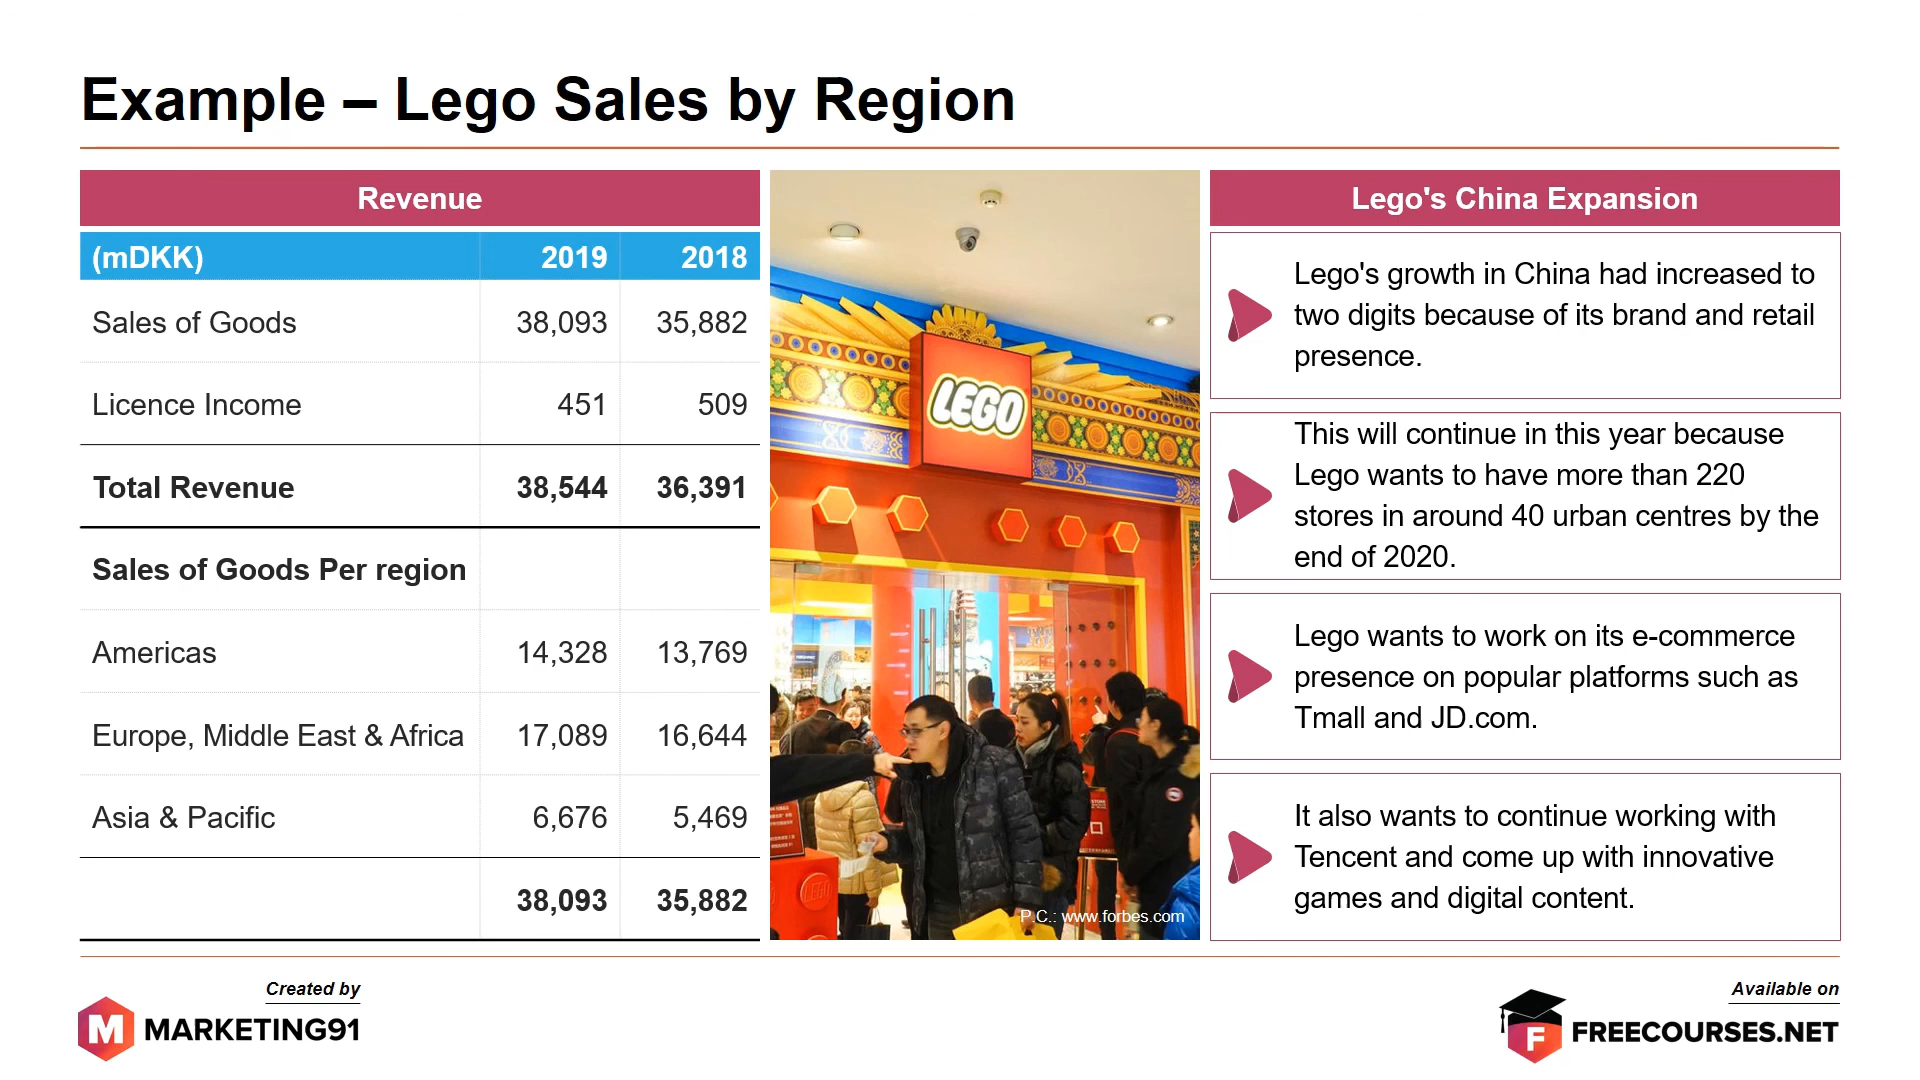 Example – Lego Sales by Region
Revenue
(mDKK) 2019 2018
Sales of Goods 38,093 35,882
Licence Income 451 509
Total Revenue 38,544 36,391
Sales of Goods Per region
Americas 14,328 13,769
Europe, Middle East & Africa 17,089 16,644
Asia & Pacific 6,676 5,469
38,093 35,882
LEGO
LEGO
P.C.: www.forbes.com
Lego's China Expansion
Lego's growth in China had increased to
two digits because of its brand and retail
presence.
This will continue in this year because
Lego wants to have more than 220
stores in around 40 urban centres by the
end of 2020.
Lego wants to work on its e-commerce
presence on popular platforms such as
Tmall and JD.com.
It also wants to continue working with
Tencent and come up with innovative
games and digital content.
Created by
M MARKETING91
Available on
F FREECOURSES.NET